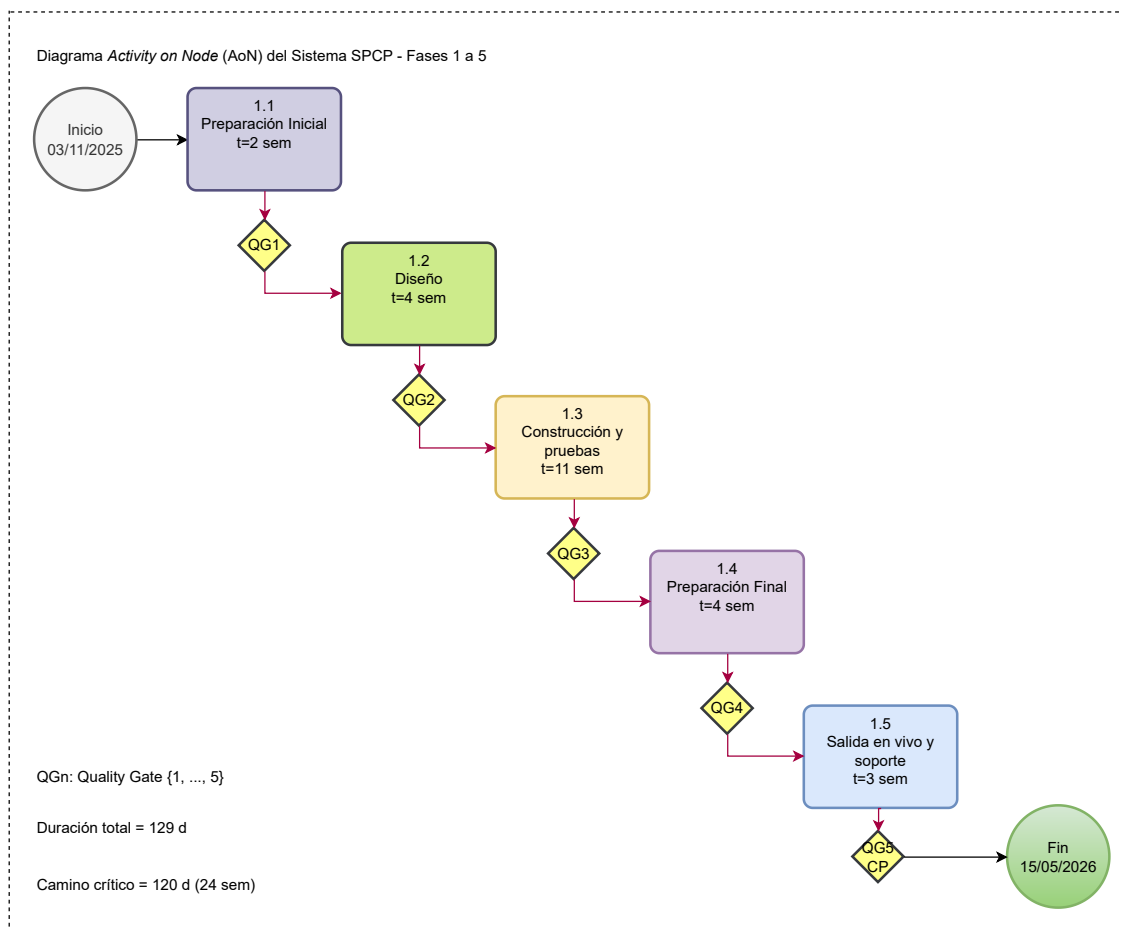 Diagrama Activity on Node (AoN) del Sistema SPCP - Fases 1 a 5
Inicio
03/11/2025
1.1
Preparación Inicial
t=2 sem
QG1
1.2
Diseño
t=4 sem
QG2
1.3
Construcción y
pruebas
t=11 sem
QG3
1.4
Preparación Final
t=4 sem
QG4
1.5
Salida en vivo y
soporte
t=3 sem
QG5
CP
Fin
15/05/2026
QGn: Quality Gate {1, ..., 5}
Duración total = 129 d
Camino crítico = 120 d (24 sem)